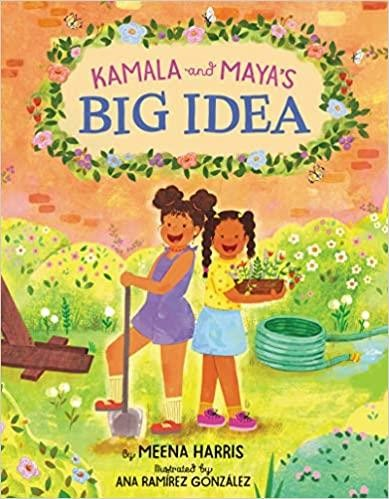 KAMALA and MAYA'S
BIG IDEA
By MEENA HARRIS
Illustrated by
ANA RAMÍREZ GONZÁLEZ